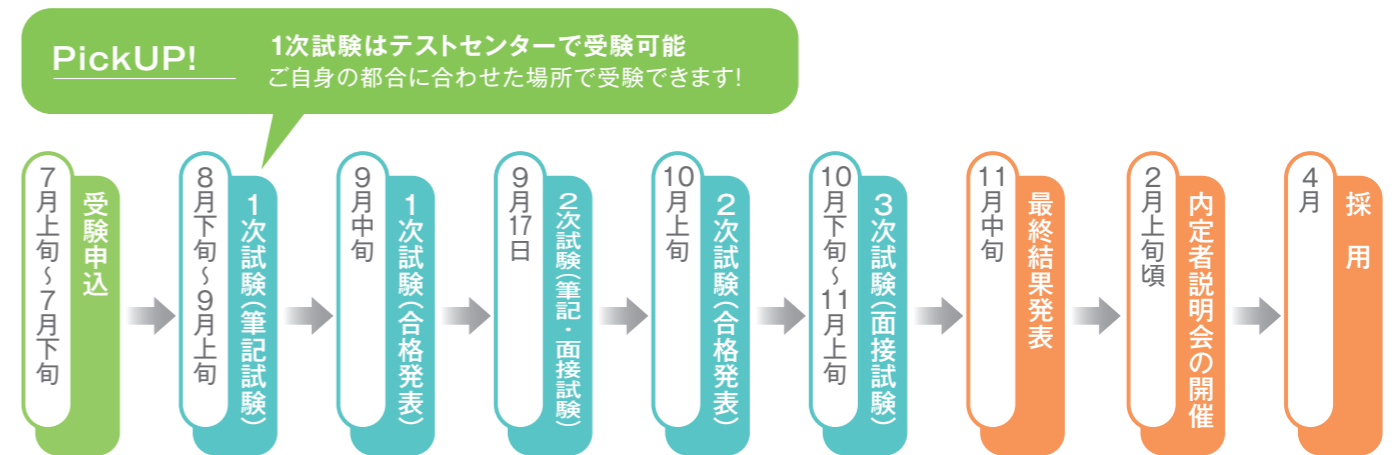 PickUP!
1次試験はテストセンターで受験可能
ご自身の都合に合わせた場所で受験できます!
7月上旬〜7月下旬
受験申込
8月下旬〜9月上旬
1次試験(筆記試験)
9月中旬
1次試験(合格発表)
9月17日
2次試験(筆記・面接試験)
10月上旬
2次試験(合格発表)
10月下旬〜11月上旬
3次試験(面接試験)
11月中旬
最終結果発表
2月上旬頃
内定者説明会の開催
4月
採用